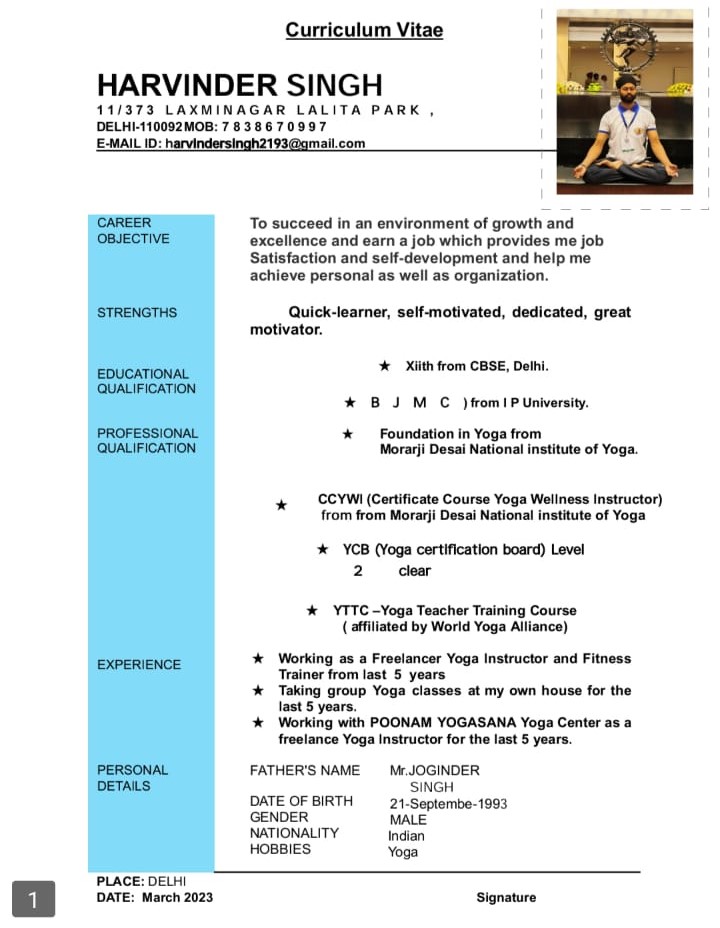 Curriculum Vitae
HARVINDER SINGH
11/373 LAXMINAGAR LALITA PARK ,
DELHI-110092MOB: 7838670997
E-MAIL ID: harvindersingh2193@gmail.com
CAREER
OBJECTIVE
To succeed in an environment of growth and
excellence and earn a job which provides me job
Satisfaction and self-development and help me
achieve personal as well as organization.
STRENGTHS
Quick-learner, self-motivated, dedicated, great
motivator.
EDUCATIONAL
QUALIFICATION
★ Xiith from CBSE, Delhi.
★ B J M C ) from I P University.
PROFESSIONAL
QUALIFICATION
★ Foundation in Yoga from
Morarji Desai National institute of Yoga.
★ CCYWI (Certificate Course Yoga Wellness Instructor)
from from Morarji Desai National institute of Yoga
★ YCB (Yoga certification board) Level
2 clear
★ YTTC –Yoga Teacher Training Course
( affiliated by World Yoga Alliance)
EXPERIENCE
★ Working as a Freelancer Yoga Instructor and Fitness
Trainer from last 5 years
★ Taking group Yoga classes at my own house for the
last 5 years.
★ Working with POONAM YOGASANA Yoga Center as a
freelance Yoga Instructor for the last 5 years.
PERSONAL
DETAILS
FATHER'S NAME Mr.JOGINDER
SINGH
DATE OF BIRTH 21-Septembe-1993
GENDER MALE
NATIONALITY Indian
HOBBIES Yoga
PLACE: DELHI
DATE: March 2023 Signature
1